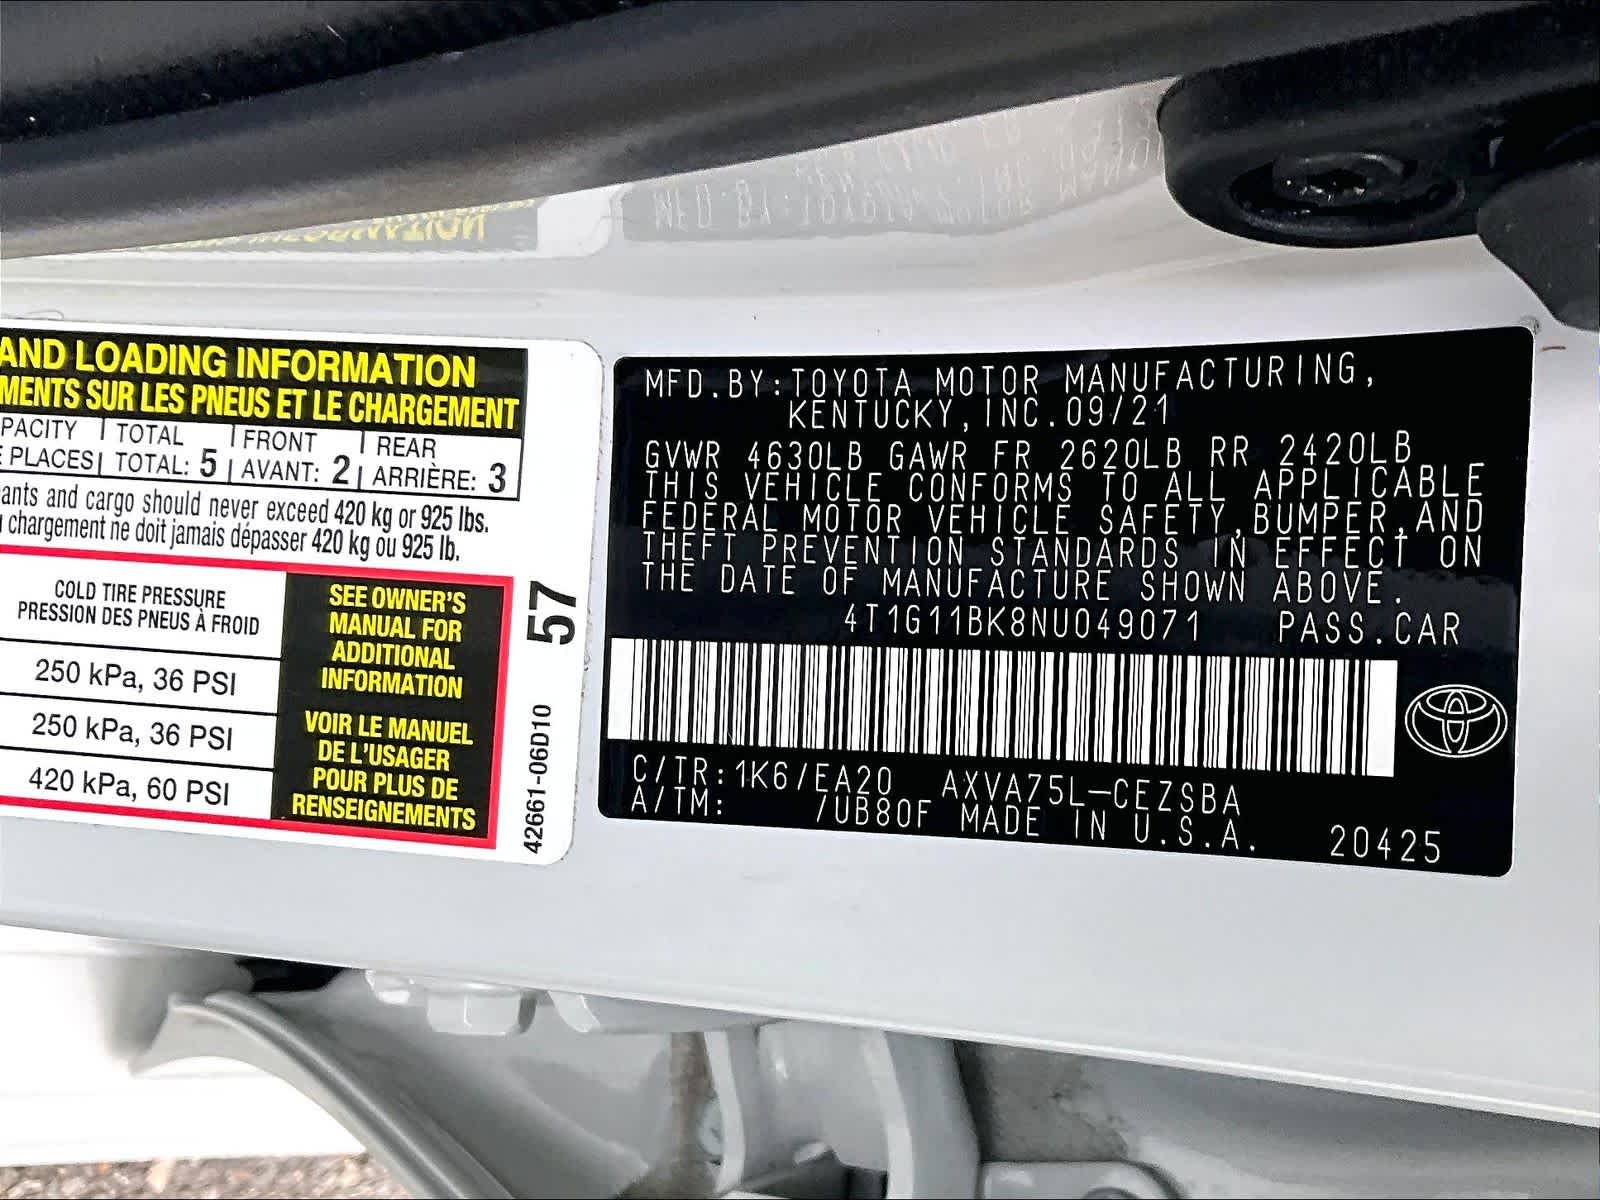 AND LOADING INFORMATION
MENTS SUR LES PNEUS ET LE CHARGEMENT
PACITY TOTAL FRONT REAR
E PLACES TOTAL: 5 AVANT: 2 ARRIÈRE: 3
ants and cargo should never exceed 420 kg or 925 lbs.
chargement ne doit jamais dépasser 420 kg ou 925 lb.
COLD TIRE PRESSURE
PRESSION DES PNEUS À FROID
250 kPa, 36 PSI
250 kPa, 36 PSI
420 kPa, 60 PSI
SEE OWNER'S
MANUAL FOR
ADDITIONAL
INFORMATION
VOIR LE MANUEL
DE L'USAGER
POUR PLUS DE
RENSEIGNEMENTS
57
42661-06D10
MFD.BY:TOYOTA MOTOR MANUFACTURING,
KENTUCKY,INC.09/21
GVWR 4630LB GAWR FR 2620LB RR 2420LB
THIS VEHICLE CONFORMS TO ALL APPLICABLE
FEDERAL MOTOR VEHICLE SAFETY,BUMPER,AND
THEFT PREVENTION STANDARDS IN EFFECT ON
THE DATE OF MANUFACTURE SHOWN ABOVE.
4T1G11BK8NU049071 PASS.CAR
C/TR:1K6/EA20 AXVA75L-CEZSBA
A/TM: /UB80F MADE IN U.S.A. 20425